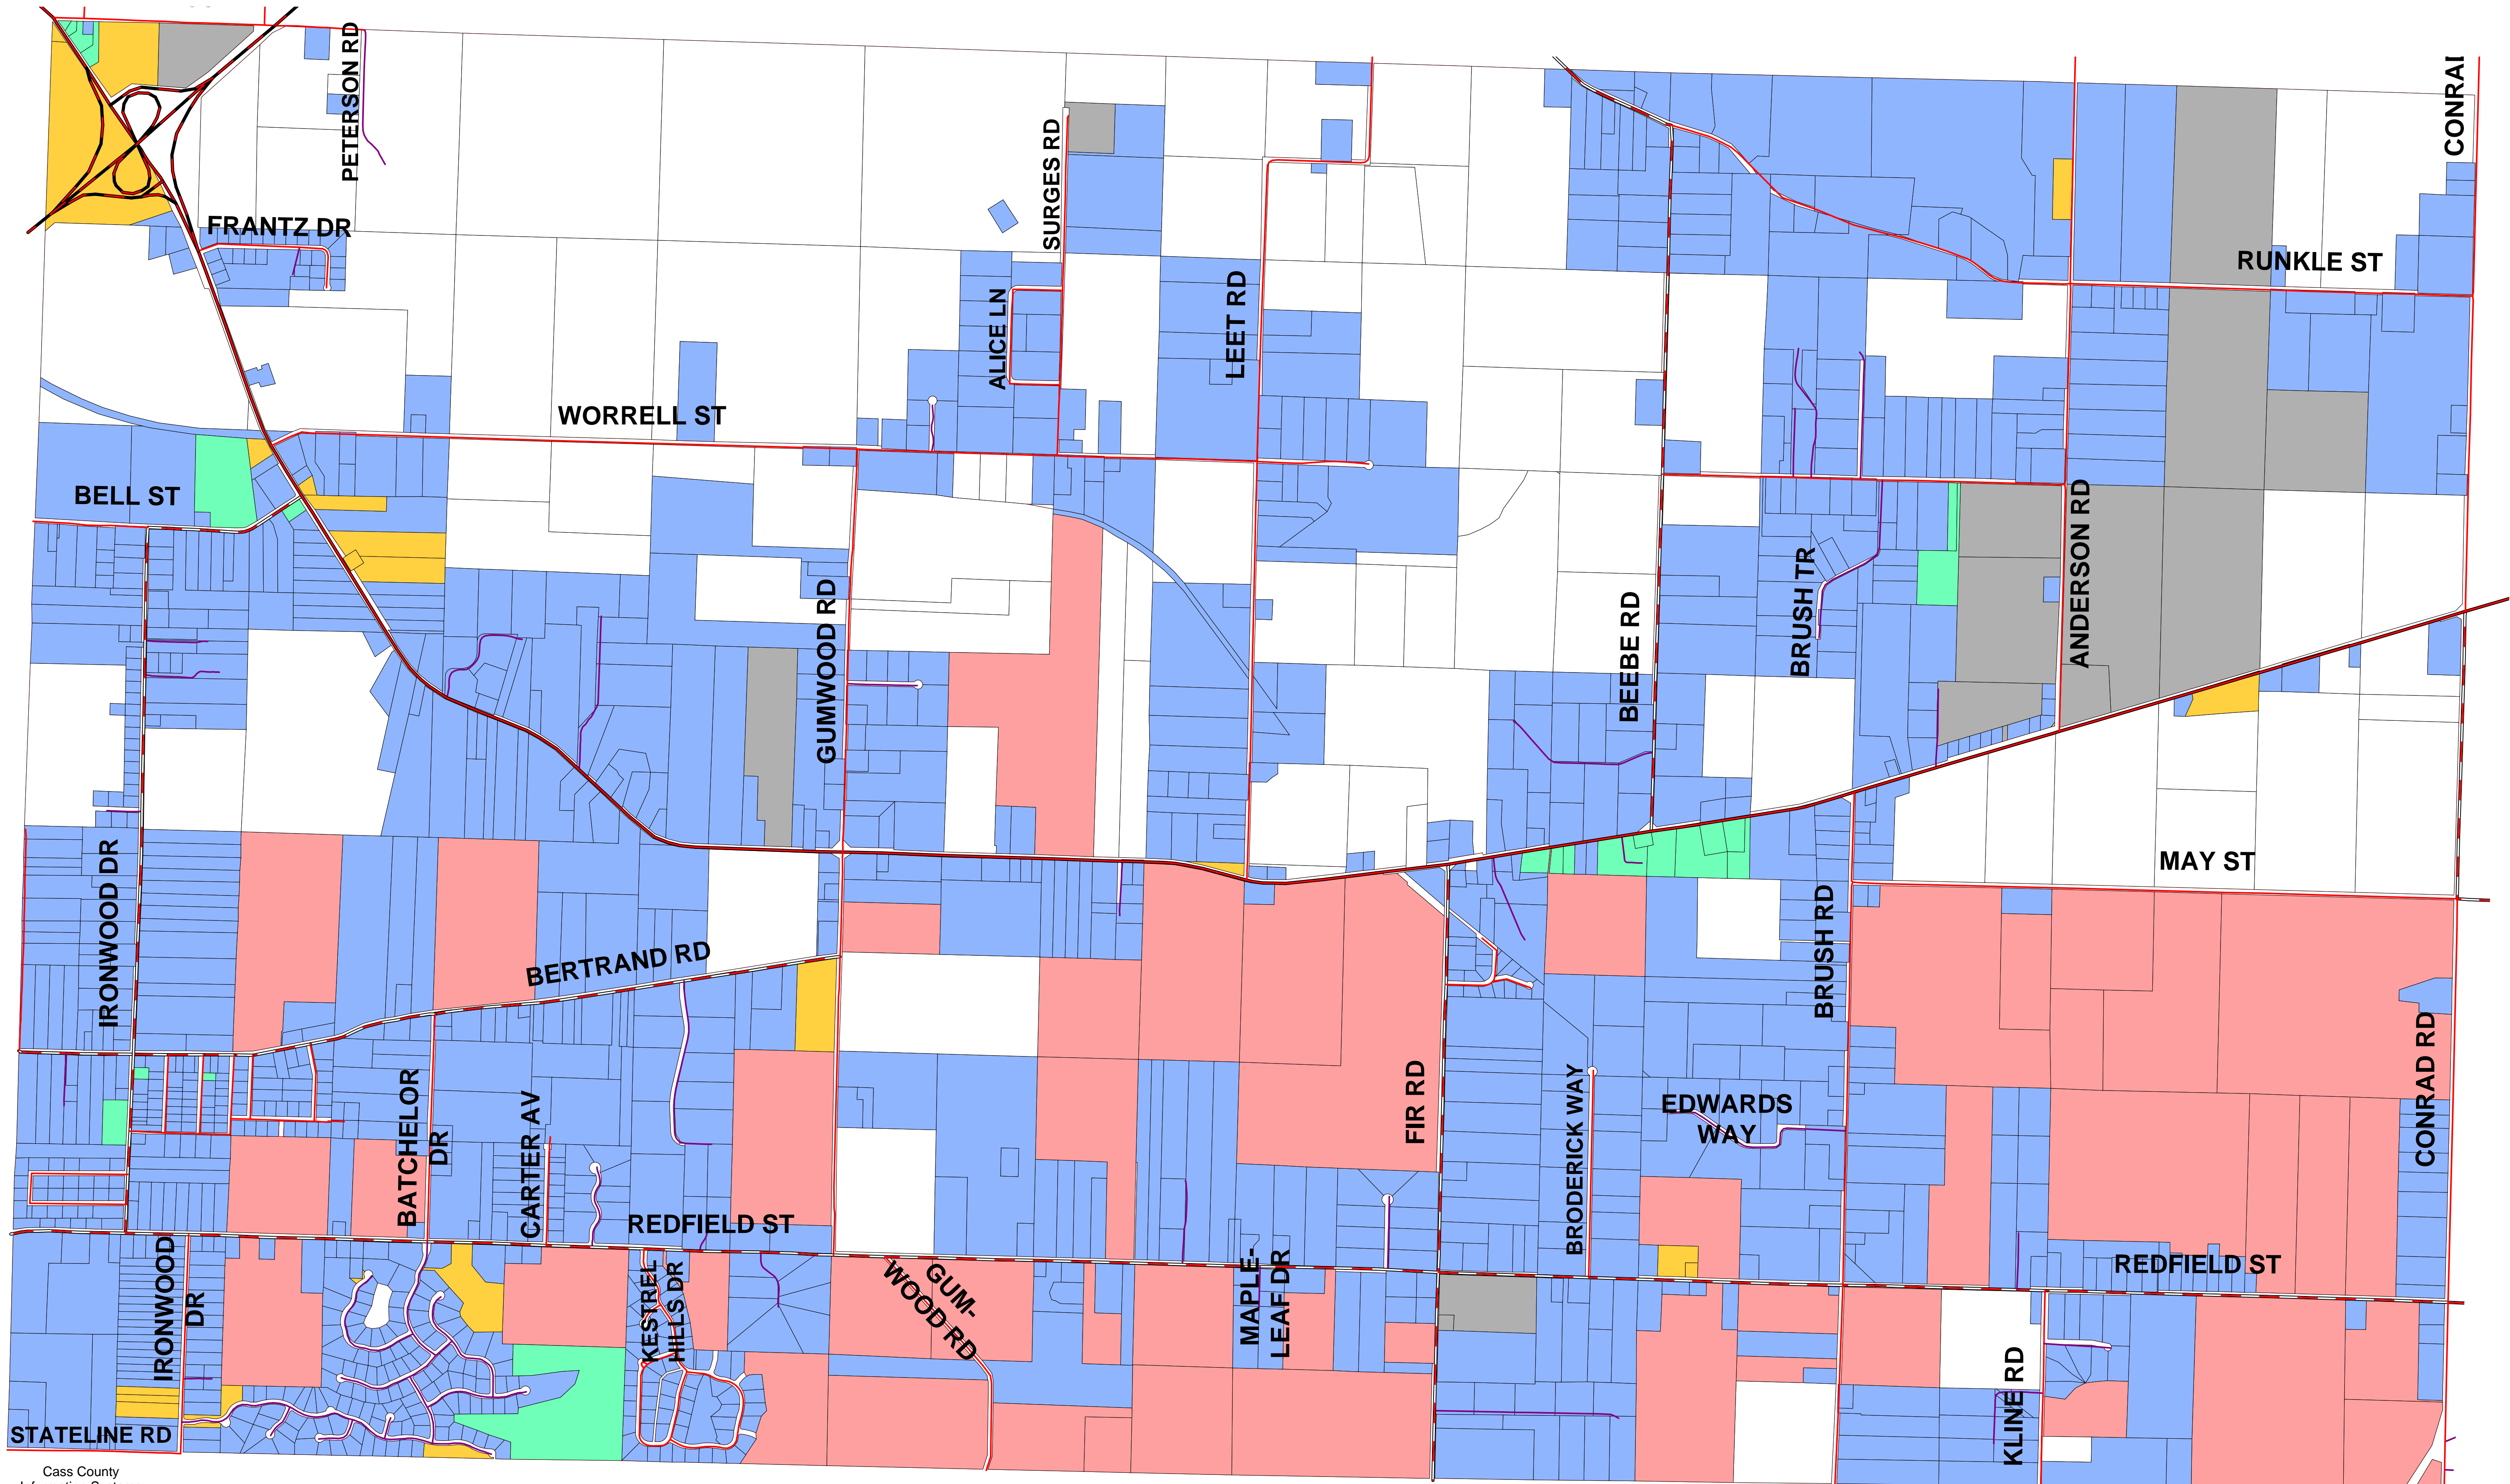 PETERSON RD
CONRAD
FRANTZ DR
SURGES RD
RUNKLE ST
ALICE LN
LEET RD
WORRELL ST
BELL ST
GUMWOOD RD
BEEBE RD
BRUSH TR
ANDERSON RD
IRONWOOD DR
MAY ST
BERTRAND RD
BRUSH RD
BATCHELOR
DR
CARTER AV
FIR RD
BRODERICK WAY
EDWARDS
WAY
CONRAD RD
REDFIELD ST
IRONWOOD
DR
KESTREL
HILLS DR
GUM-
WOOD RD
MAPLE-
LEAF DR
REDFIELD ST
KLINE RD
STATELINE RD
Cass County